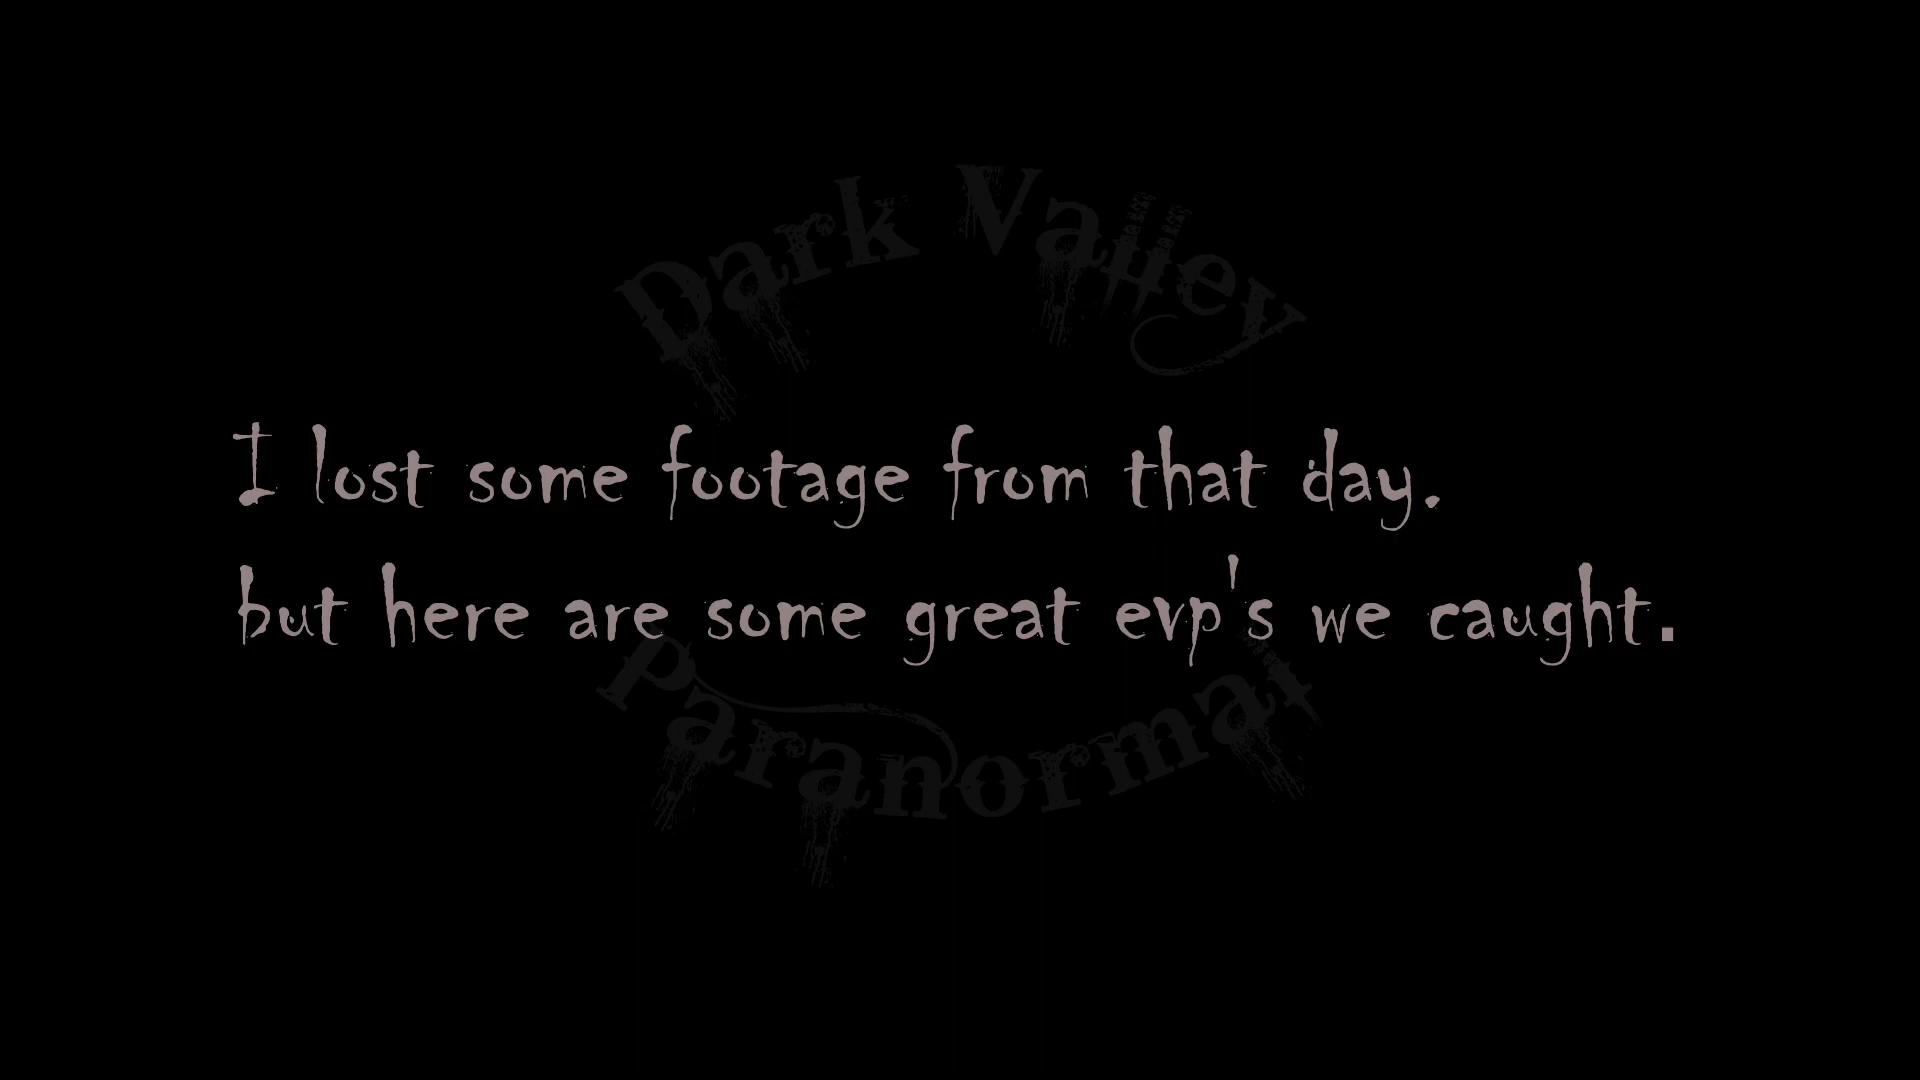 Dark Valley
I lost some footage from that day.
but here are some great evp's we caught.
Paranormal